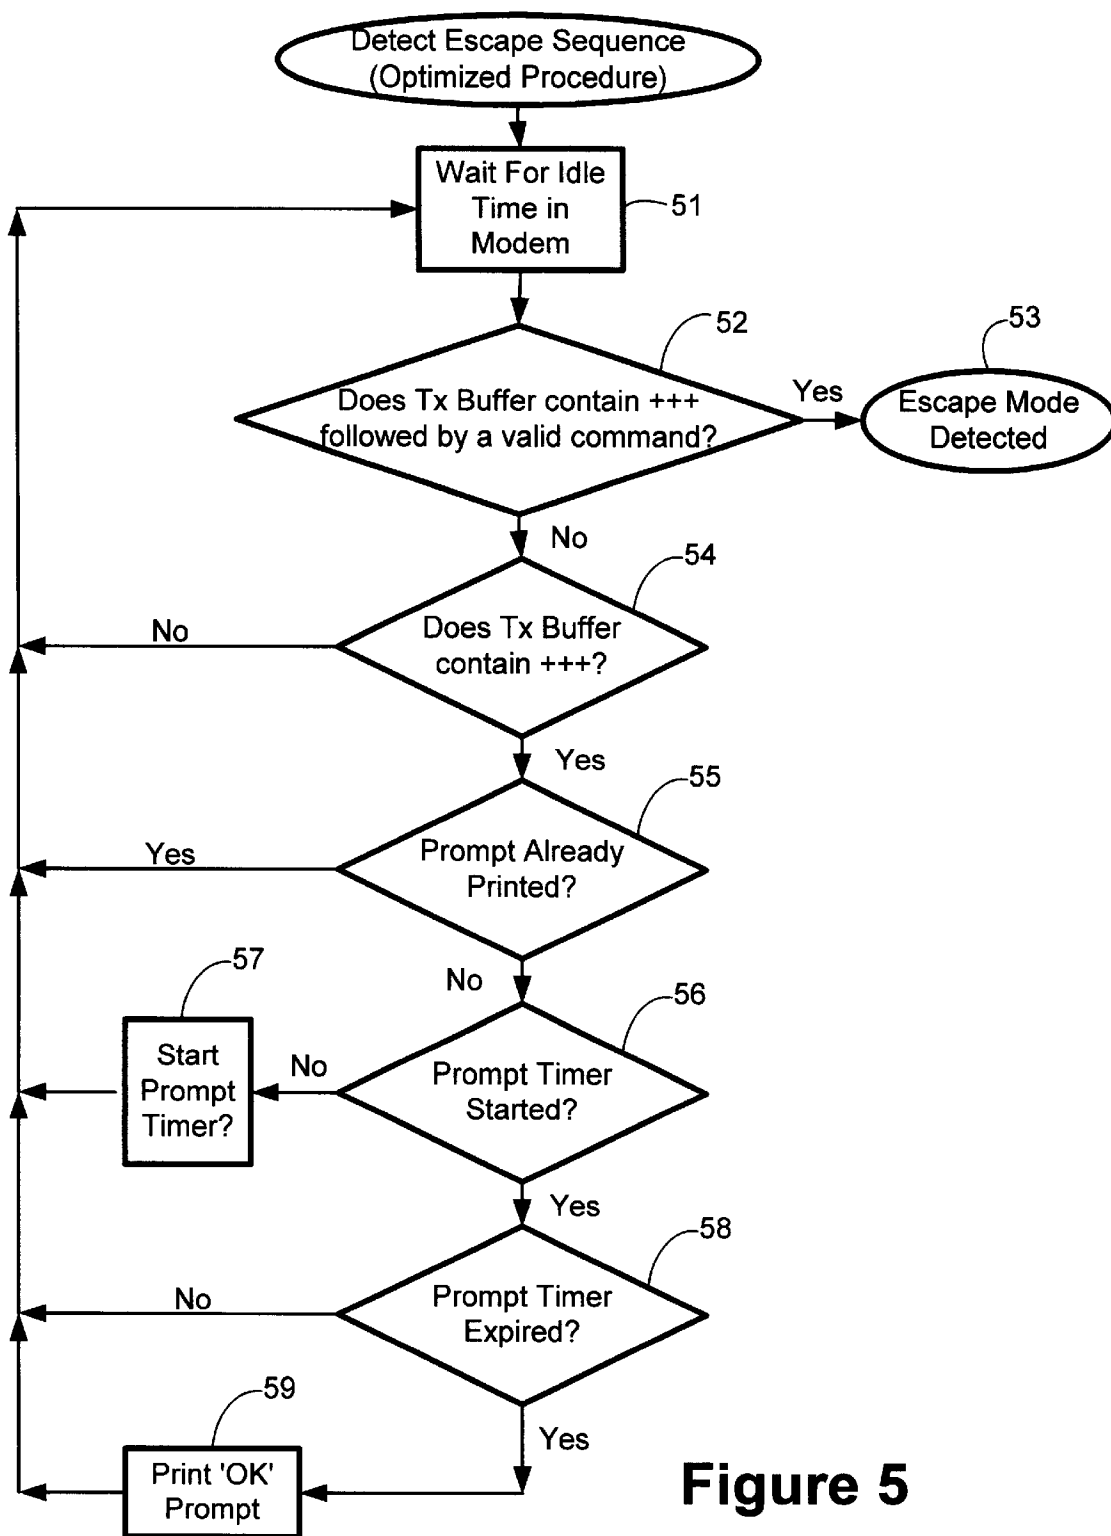 Detect Escape Sequence
(Optimized Procedure)
Wait For Idle
Time in
Modem
51
52
53
Does Tx Buffer contain +++
followed by a valid command?
Yes
Escape Mode
Detected
No
54
Does Tx Buffer
contain +++?
No
Yes
55
Prompt Already
Printed?
Yes
No
56
57
Start
Prompt
Timer?
No
Prompt Timer
Started?
Yes
58
Prompt Timer
Expired?
No
Yes
59
Print 'OK'
Prompt
Figure 5